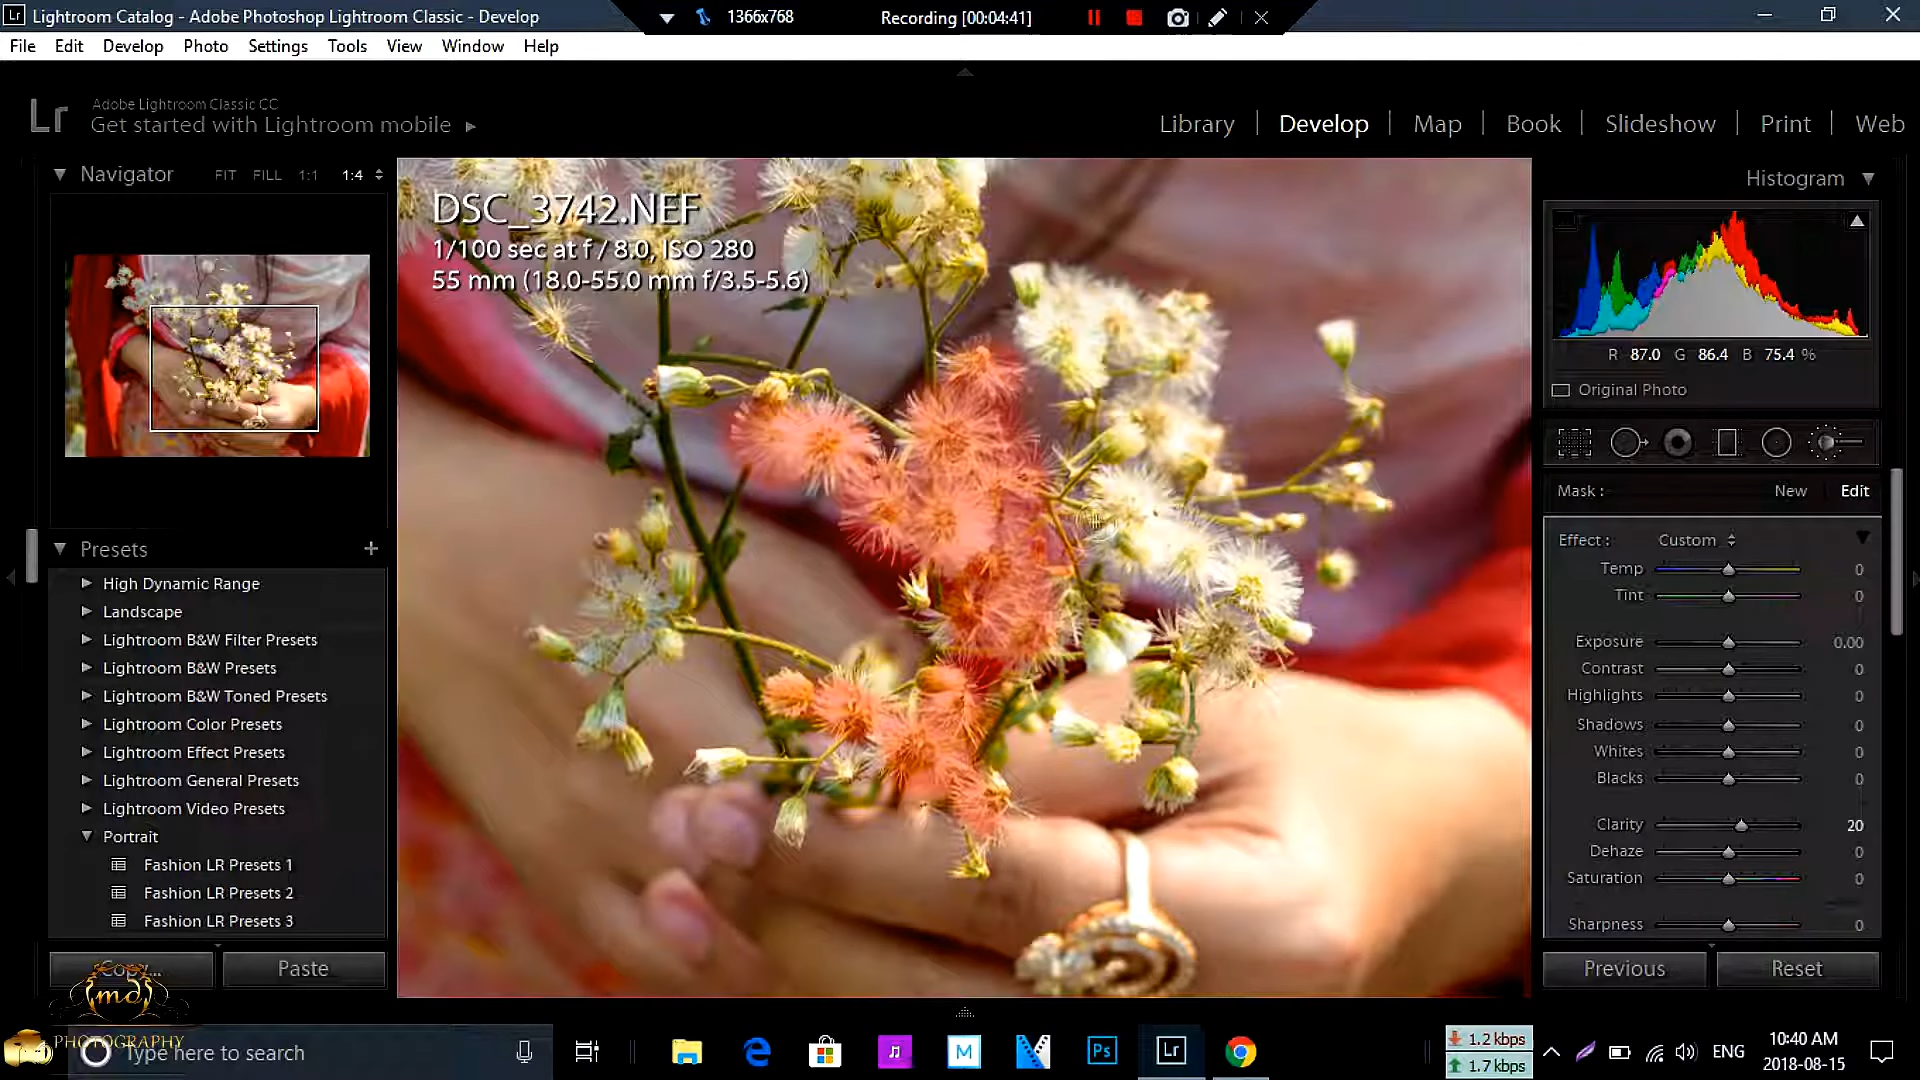 Lr Lightroom Catalog - Adobe Photoshop Lightroom Classic - Develop
1366x768 Recording [00:04:41]
File Edit Develop Photo Settings Tools View Window Help
Lr
Adobe Lightroom Classic CC
Get started with Lightroom mobile
Library Develop Map Book Slideshow Print Web
Navigator FIT FILL 1:1 1:4
Presets +
High Dynamic Range
Landscape
Lightroom B&W Filter Presets
Lightroom B&W Presets
Lightroom B&W Toned Presets
Lightroom Color Presets
Lightroom Effect Presets
Lightroom General Presets
Lightroom Video Presets
Portrait
Fashion LR Presets 1
Fashion LR Presets 2
Fashion LR Presets 3
Copy... Paste
DSC_3742.NEF
1/100 sec at f / 8.0, ISO 280
55 mm (18.0-55.0 mm f/3.5-5.6)
Histogram
R 87.0 G 86.4 B 75.4 %
Original Photo
Mask : New Edit
Effect : Custom
Temp 0
Tint 0
Exposure 0.00
Contrast 0
Highlights 0
Shadows 0
Whites 0
Blacks 0
Clarity 20
Dehaze 0
Saturation 0
Sharpness 0
Previous Reset
md
PHOTOGRAPHY
Type here to search
M Ps Lr
1.2 kbps
1.7 kbps
ENG
10:40 AM
2018-08-15